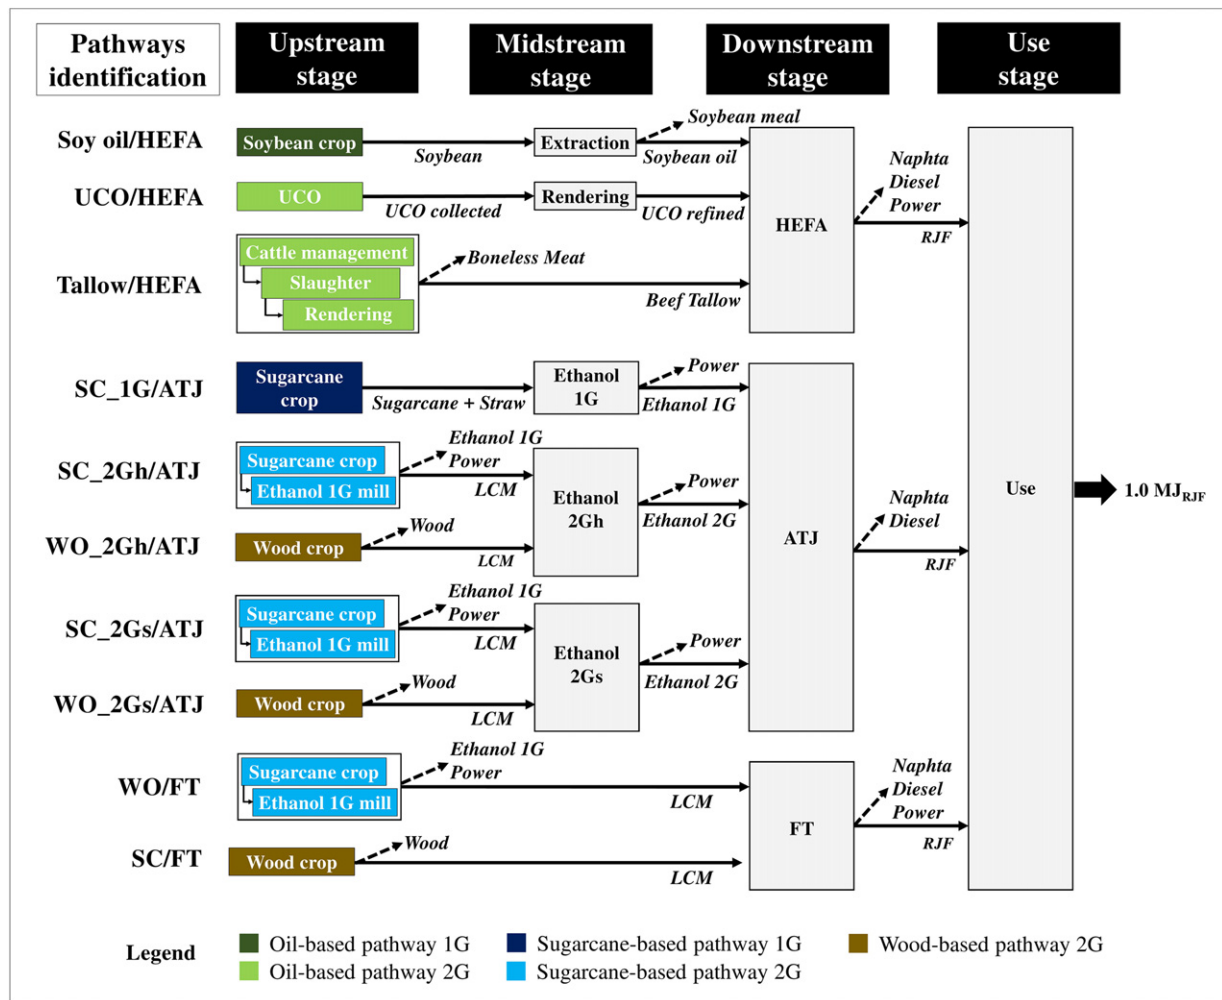 Pathways
identification
Upstream
stage
Midstream
stage
Downstream
stage
Use
stage
Soy oil/HEFA
Soybean crop
Soybean
Extraction
Soybean meal
Soybean oil
UCO/HEFA
UCO
UCO collected
Rendering
UCO refined
HEFA
Naphta
Diesel
Power
RJF
Tallow/HEFA
Cattle management
Slaughter
Rendering
Boneless Meat
Beef Tallow
SC_1G/ATJ
Sugarcane
crop
Sugarcane + Straw
Ethanol
1G
Power
Ethanol 1G
SC_2Gh/ATJ
Sugarcane crop
Ethanol 1G mill
Ethanol 1G
Power
LCM
Ethanol
2Gh
Power
Ethanol 2G
WO_2Gh/ATJ
Wood crop
Wood
LCM
ATJ
Naphta
Diesel
RJF
Use
1.0 MJRJF
SC_2Gs/ATJ
Sugarcane crop
Ethanol 1G mill
Ethanol 1G
Power
LCM
Ethanol
2Gs
Power
Ethanol 2G
WO_2Gs/ATJ
Wood crop
Wood
LCM
WO/FT
Sugarcane crop
Ethanol 1G mill
Ethanol 1G
Power
LCM
FT
Naphta
Diesel
Power
RJF
SC/FT
Wood crop
Wood
LCM
Legend
Oil-based pathway 1G
Sugarcane-based pathway 1G
Wood-based pathway 2G
Oil-based pathway 2G
Sugarcane-based pathway 2G